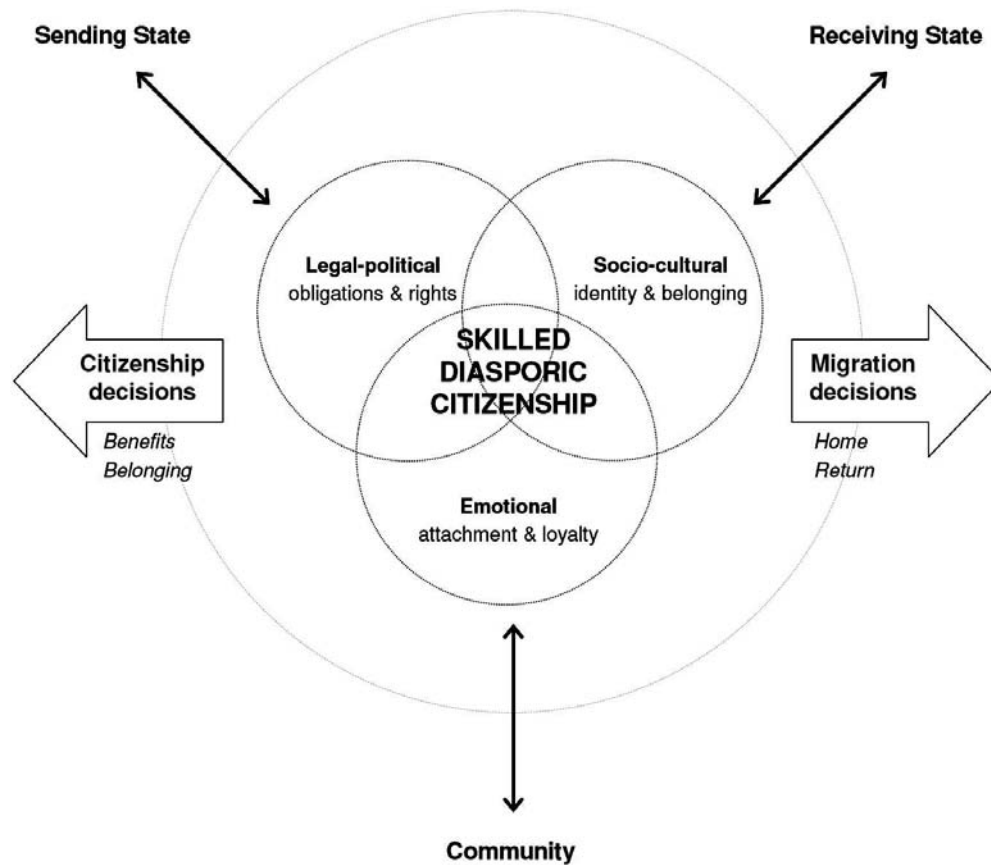 Sending State
Receiving State
Legal-political
obligations & rights
Socio-cultural
identity & belonging
SKILLED
DIASPORIC
CITIZENSHIP
Citizenship
decisions
Benefits
Belonging
Migration
decisions
Home
Return
Emotional
attachment & loyalty
Community